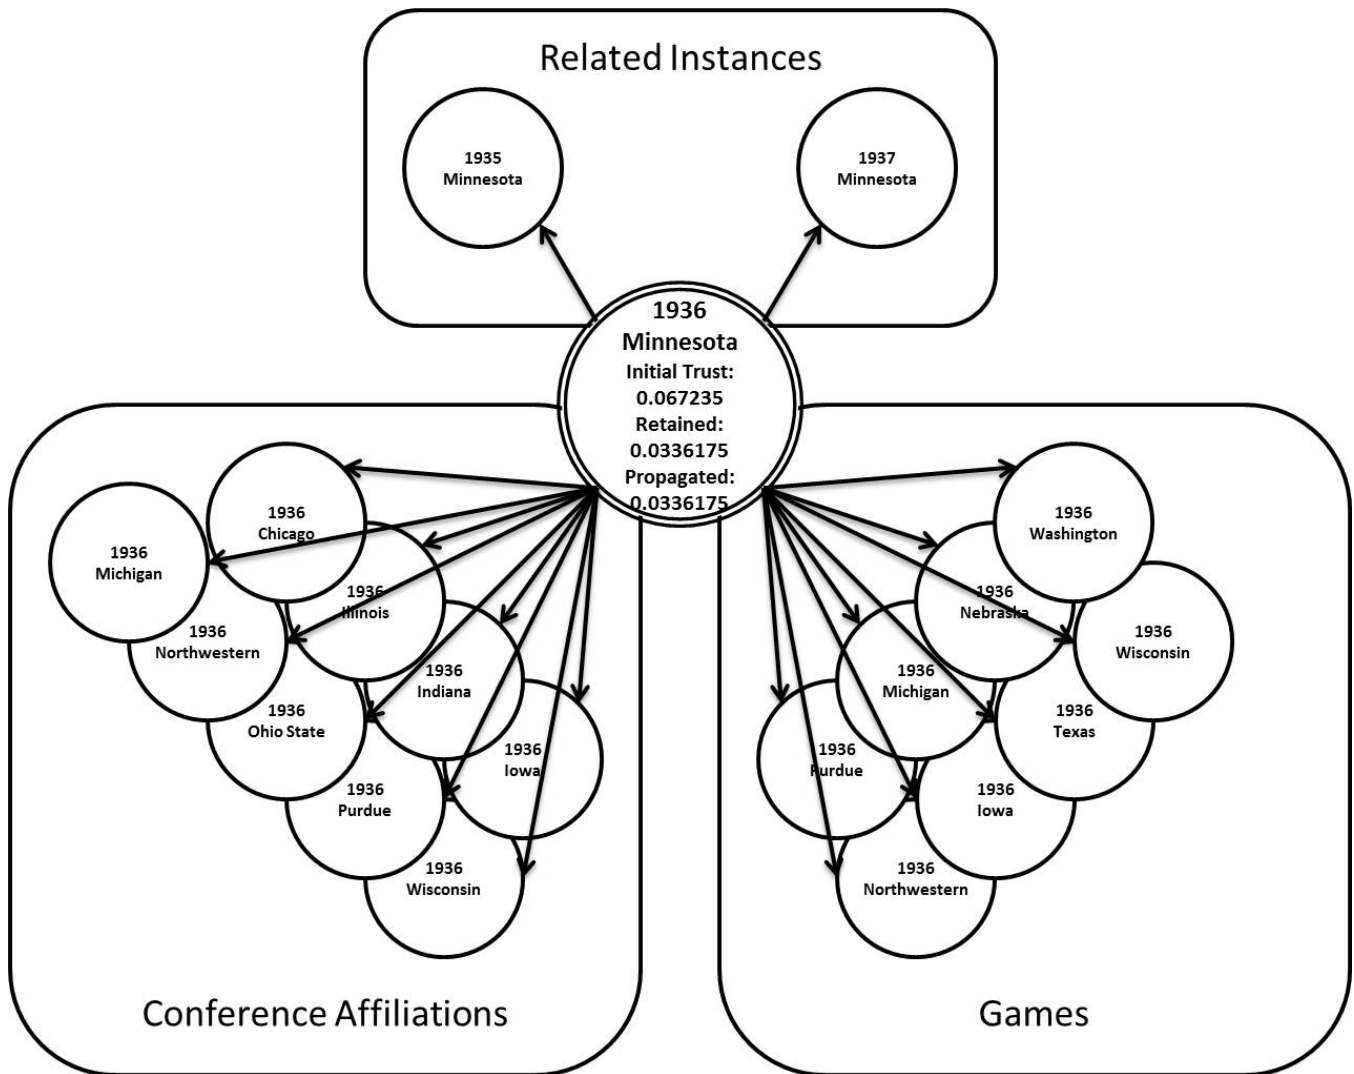 Related Instances
1935
Minnesota
1937
Minnesota
1936
Minnesota
Initial Trust:
0.067235
Retained:
0.0336175
Propagated:
0.0336175
1936
Chicago
1936
Michigan
1936
Illinois
1936
Northwestern
1936
Indiana
1936
Ohio State
1936
Iowa
1936
Purdue
1936
Wisconsin
Conference Affiliations
1936
Washington
1936
Nebraska
1936
Wisconsin
1936
Michigan
1936
Texas
1936
Purdue
1936
Iowa
1936
Northwestern
Games